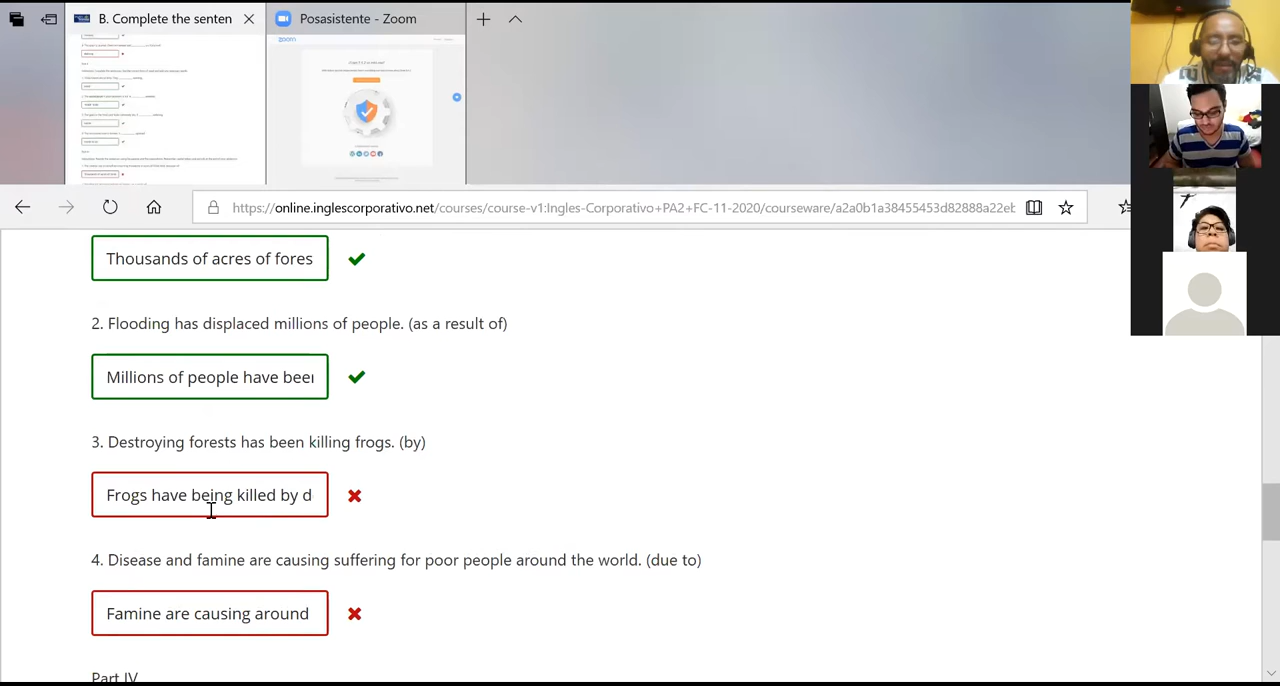 B. Complete the senten
Posasistente - Zoom
zoom
https://online.inglescorporativo.net/courses/course-v1:Ingles-Corporativo+PA2+FC-11-2020/courseware/a2a0b1a38455453d82888a22eb
Thousands of acres of fores
2. Flooding has displaced millions of people. (as a result of)
Millions of people have been
3. Destroying forests has been killing frogs. (by)
Frogs have being killed by d
4. Disease and famine are causing suffering for poor people around the world. (due to)
Famine are causing around
Part IV